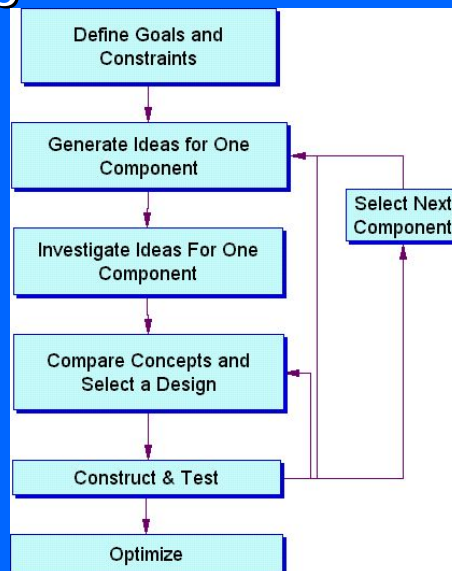 Define Goals and
Constraints
Generate Ideas for One
Component
Select Next
Component
Investigate Ideas For One
Component
Compare Concepts and
Select a Design
Construct & Test
Optimize